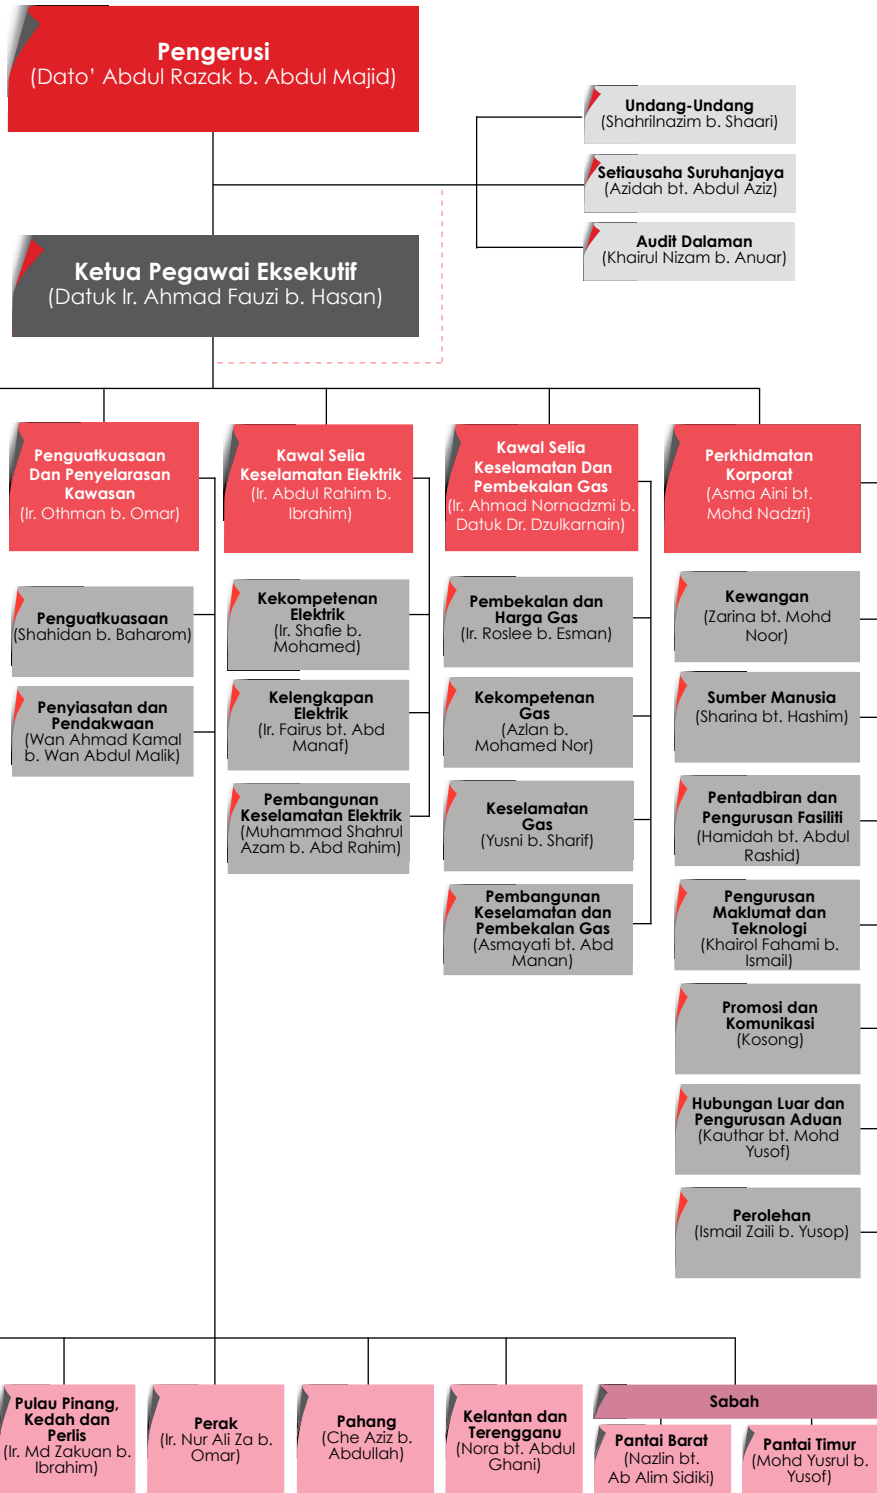 Pengerusi
(Dato' Abdul Razak b. Abdul Majid)
Undang-Undang
(Shahrilnazim b. Shaari)
Setiausaha Suruhanjaya
(Azidah bt. Abdul Aziz)
Audit Dalaman
(Khairul Nizam b. Anuar)
Ketua Pegawai Eksekutif
(Datuk Ir. Ahmad Fauzi b. Hasan)
Penguatkuasaan
Dan Penyelarasan
Kawasan
(Ir. Othman b. Omar)
Penguatkuasaan
(Shahidan b. Baharom)
Penyiasatan dan
Pendakwaan
(Wan Ahmad Kamal
b. Wan Abdul Malik)
Kawal Selia
Keselamatan Elektrik
(Ir. Abdul Rahim b.
Ibrahim)
Kekompetenan
Elektrik
(Ir. Shafie b.
Mohamed)
Kelengkapan
Elektrik
(Ir. Fairus bt. Abd
Manaf)
Pembangunan
Keselamatan Elektrik
(Muhammad Shahrul
Azam b. Abd Rahim)
Kawal Selia
Keselamatan Dan
Pembekalan Gas
(Ir. Ahmad Nornadzmi b.
Datuk Dr. Dzulkarnain)
Pembekalan dan
Harga Gas
(Ir. Roslee b. Esman)
Kekompetenan
Gas
(Azlan b.
Mohamed Nor)
Keselamatan
Gas
(Yusni b. Sharif)
Pembangunan
Keselamatan dan
Pembekalan Gas
(Asmayati bt. Abd
Manan)
Perkhidmatan
Korporat
(Asma Aini bt.
Mohd Nadzri)
Kewangan
(Zarina bt. Mohd
Noor)
Sumber Manusia
(Sharina bt. Hashim)
Pentadbiran dan
Pengurusan Fasiliti
(Hamidah bt. Abdul
Rashid)
Pengurusan
Maklumat dan
Teknologi
(Khairol Fahami b.
Ismail)
Promosi dan
Komunikasi
(Kosong)
Hubungan Luar dan
Pengurusan Aduan
(Kauthar bt. Mohd
Yusof)
Perolehan
(Ismail Zaili b. Yusop)
Pulau Pinang,
Kedah dan
Perlis
(Ir. Md Zakuan b.
Ibrahim)
Perak
(Ir. Nur Ali Za b.
Omar)
Pahang
(Che Aziz b.
Abdullah)
Kelantan dan
Terengganu
(Nora bt. Abdul
Ghani)
Sabah
Pantai Barat
(Nazlin bt.
Ab Alim Sidiki)
Pantai Timur
(Mohd Yusrul b.
Yusof)